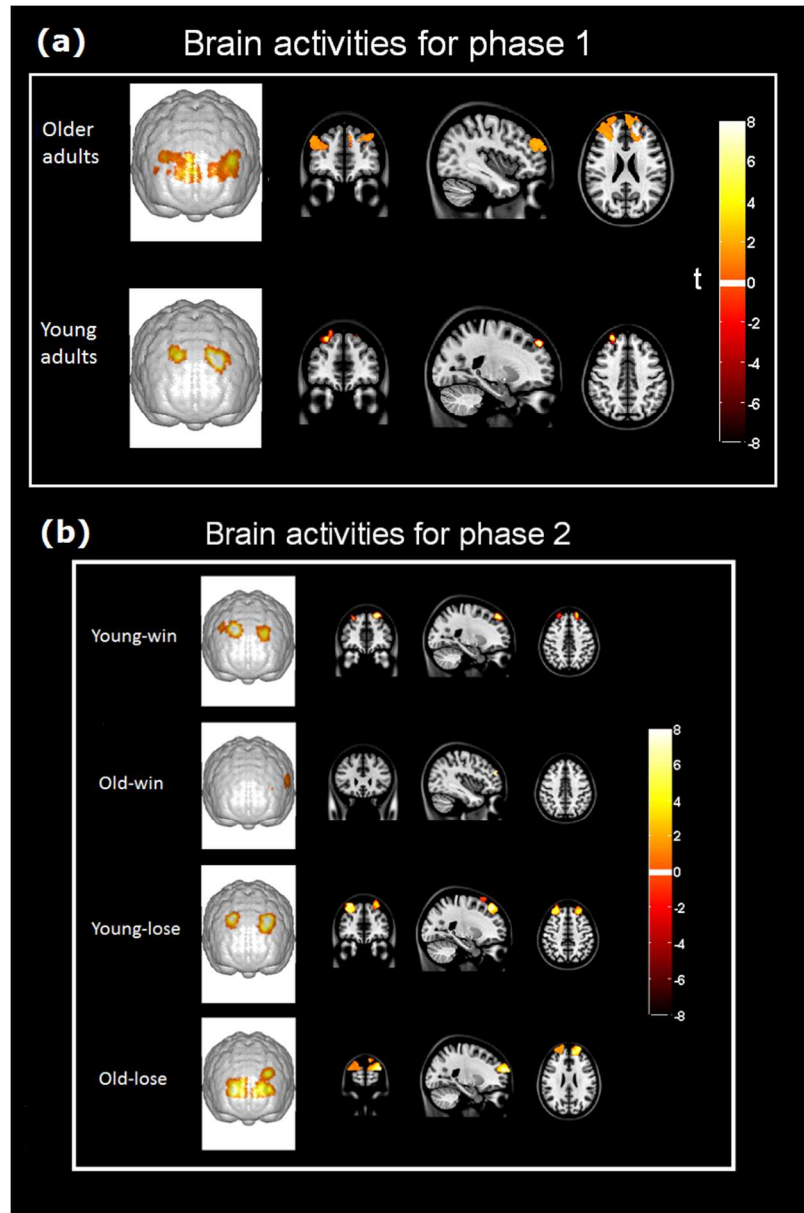 (a) Brain activities for phase 1
Older
adults
Young
adults
t
8
6
4
2
0
-2
-4
-6
-8
(b) Brain activities for phase 2
Young-win
Old-win
Young-lose
Old-lose
8
6
4
2
0
-2
-4
-6
-8